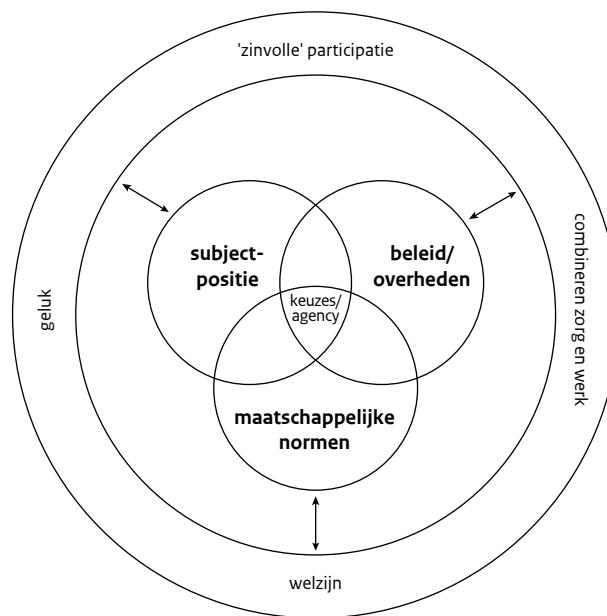 'zinvolle' participatie
subject-
positie
beleid/
overheden
keuzes/
agency
geluk
combineren zorg en werk
maatschappelijke
normen
welzijn